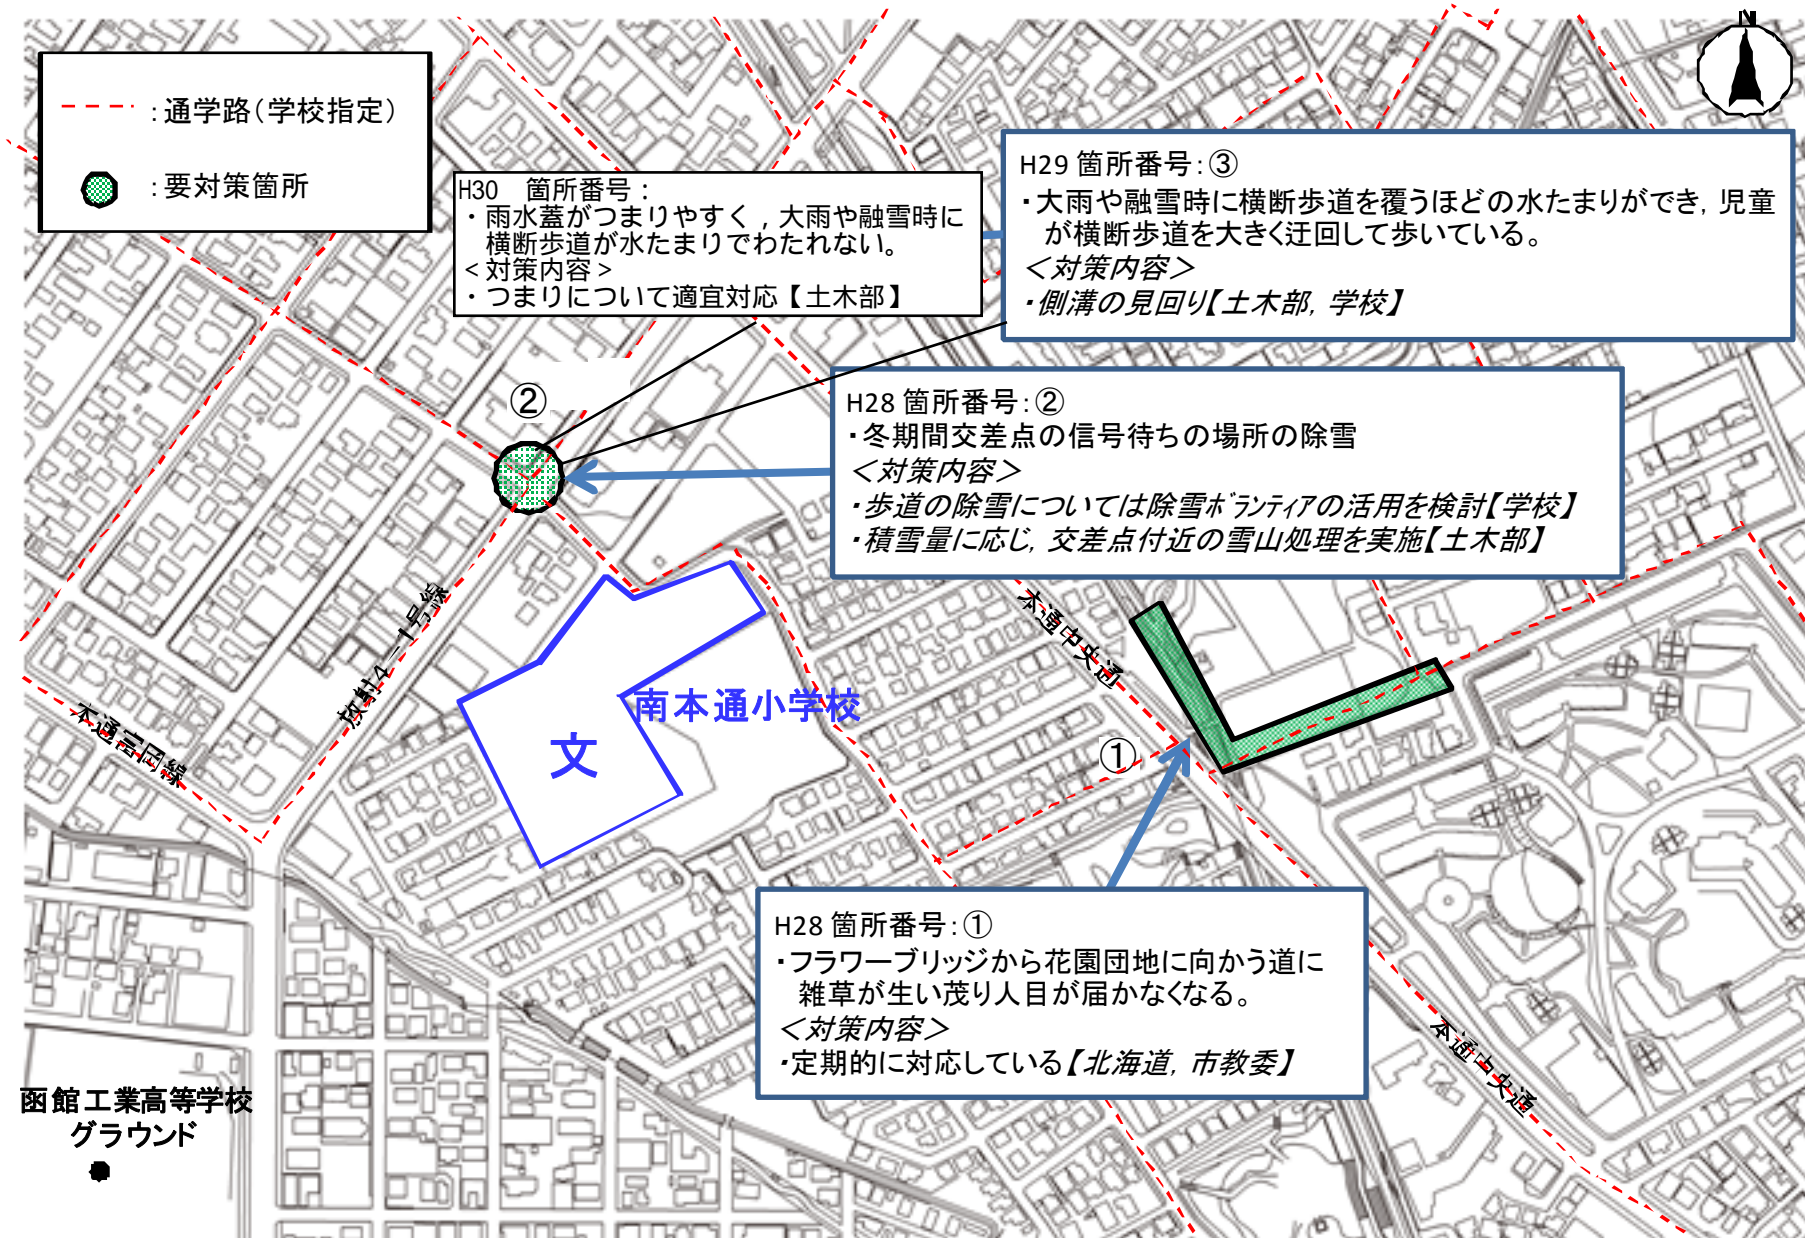 N
:通学路(学校指定)
:要対策箇所
H30　箇所番号：
・雨水蓋がつまりやすく，大雨や融雪時に
横断歩道が水たまりでわたれない。
＜対策内容＞
・つまりについて適宜対応【土木部】
H29 箇所番号:③
・大雨や融雪時に横断歩道を覆うほどの水たまりができ, 児童
が横断歩道を大きく迂回して歩いている。
＜対策内容＞
・側溝の見回り【土木部, 学校】
②
H28 箇所番号:②
・冬期間交差点の信号待ちの場所の除雪
＜対策内容＞
・歩道の除雪については除雪ﾎﾞﾗﾝﾃｨｱの活用を検討【学校】
・積雪量に応じ, 交差点付近の雪山処理を実施【土木部】
放射4－1号線
本通中央通
本通富岡線
南本通小学校
文
①
H28 箇所番号:①
・フラワーブリッジから花園団地に向かう道に
雑草が生い茂り人目が届かなくなる。
＜対策内容＞
・定期的に対応している【北海道, 市教委】
本通中央通
函館工業高等学校
グラウンド